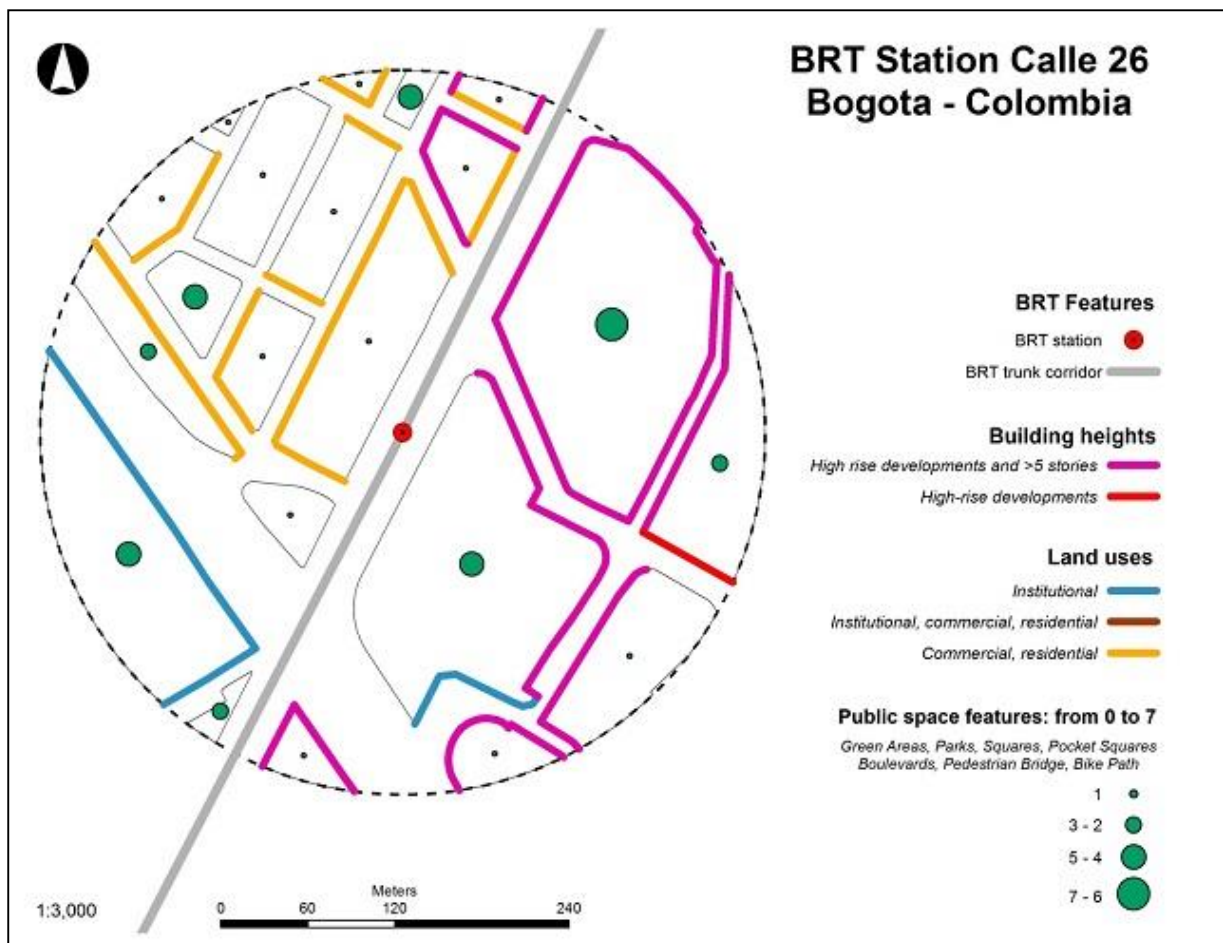 BRT Station Calle 26
Bogota - Colombia
BRT Features
BRT station
BRT trunk corridor
Building heights
High rise developments and >5 stories
High-rise developments
Land uses
Institutional
Institutional, commercial, residential
Commercial, residential
Public space features: from 0 to 7
Green Areas, Parks, Squares, Pocket Squares
Boulevards, Pedestrian Bridge, Bike Path
1
3 - 2
5 - 4
7 - 6
1:3,000
Meters
0 60 120 240